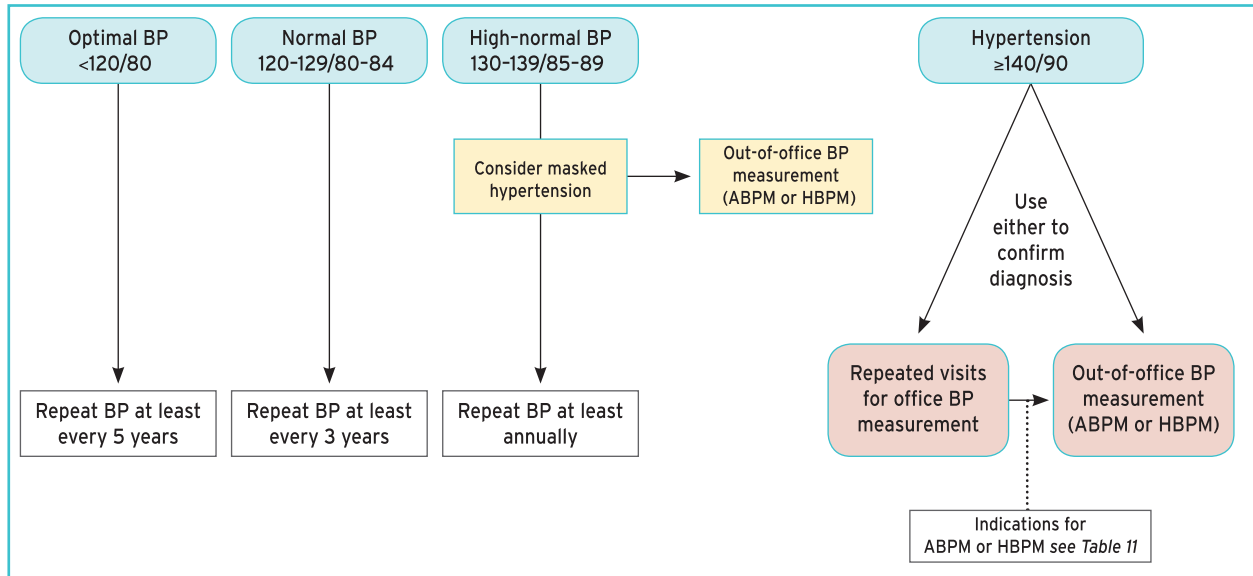 Optimal BP
<120/80
Normal BP
120–129/80–84
High–normal BP
130–139/85–89
Hypertension
≥140/90
Consider masked
hypertension
Out-of-office BP
measurement
(ABPM or HBPM)
Use
either to
confirm
diagnosis
Repeat BP at least
every 5 years
Repeat BP at least
every 3 years
Repeat BP at least
annually
Repeated visits
for office BP
measurement
Out-of-office BP
measurement
(ABPM or HBPM)
Indications for
ABPM or HBPM see Table 11